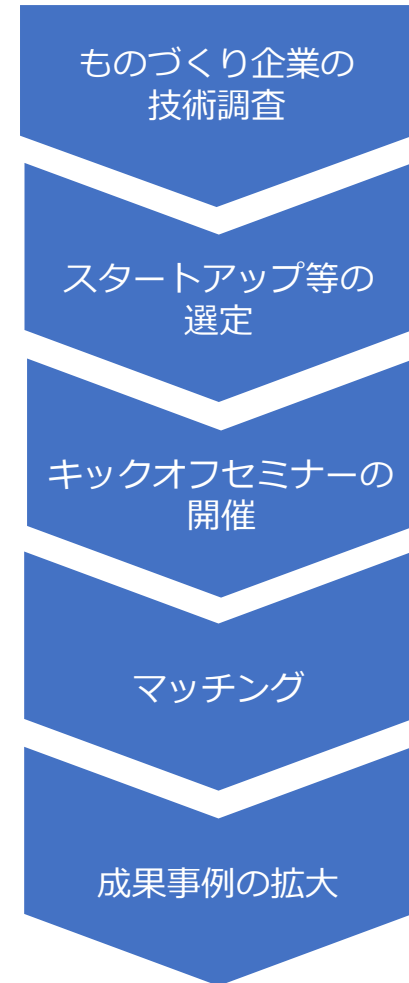 ものづくり企業の
技術調査
スタートアップ等の
選定
キックオフセミナーの
開催
マッチング
成果事例の拡大